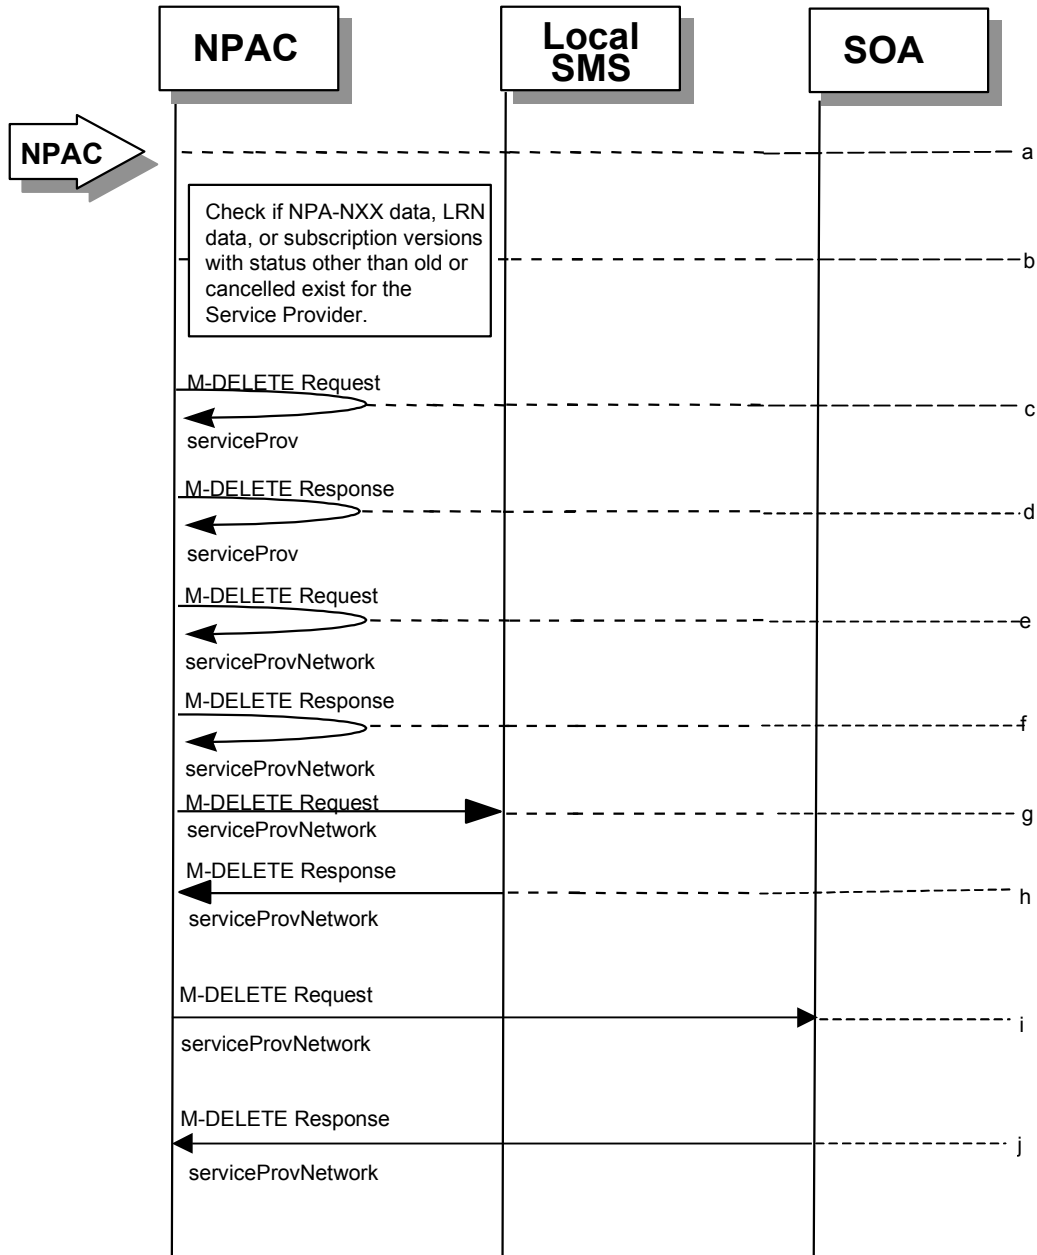 NPAC
Local
SMS
SOA
NPAC
a
Check if NPA-NXX data, LRN
data, or subscription versions
with status other than old or
cancelled exist for the
Service Provider.
b
M-DELETE Request
c
serviceProv
M-DELETE Response
d
serviceProv
M-DELETE Request
e
serviceProvNetwork
M-DELETE Response
f
serviceProvNetwork
M-DELETE Request
g
serviceProvNetwork
M-DELETE Response
h
serviceProvNetwork
M-DELETE Request
i
serviceProvNetwork
M-DELETE Response
j
serviceProvNetwork